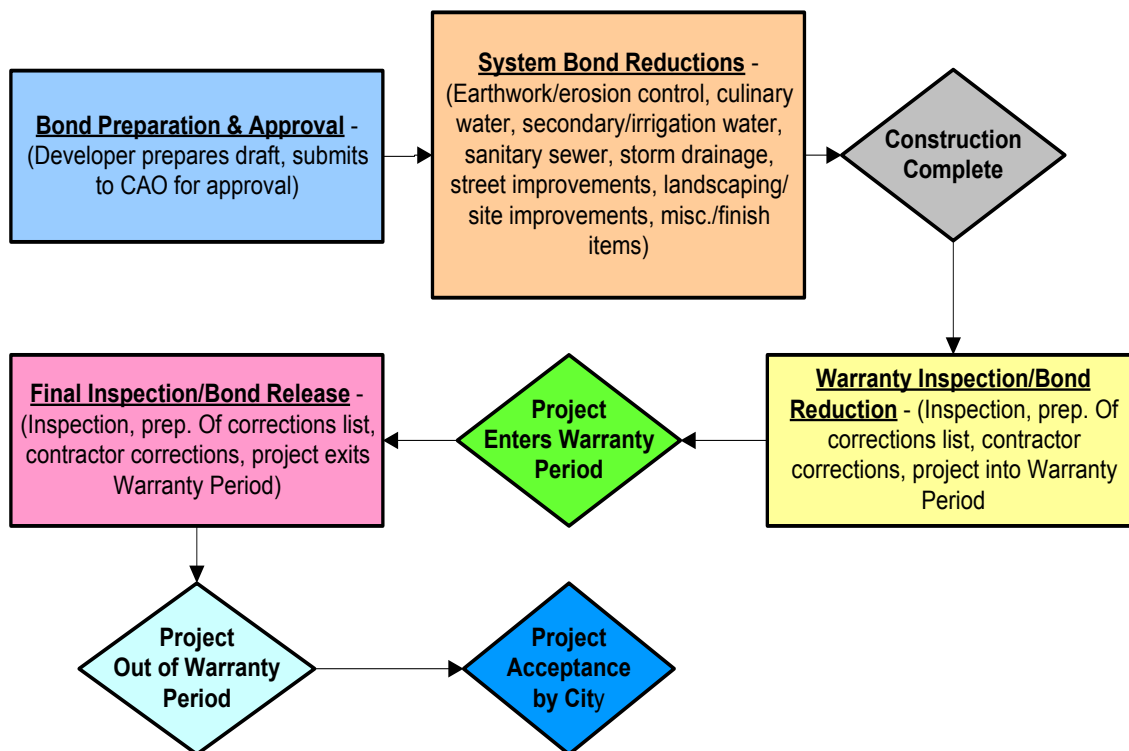 Bond Preparation & Approval -
(Developer prepares draft, submits
to CAO for approval)
System Bond Reductions -
(Earthwork/erosion control, culinary
water, secondary/irrigation water,
sanitary sewer, storm drainage,
street improvements, landscaping/
site improvements, misc./finish
items)
Construction
Complete
Warranty Inspection/Bond
Reduction - (Inspection, prep. Of
corrections list, contractor
corrections, project into Warranty
Period
Project
Enters Warranty
Period
Final Inspection/Bond Release -
(Inspection, prep. Of corrections list,
contractor corrections, project exits
Warranty Period)
Project
Out of Warranty
Period
Project
Acceptance
by City